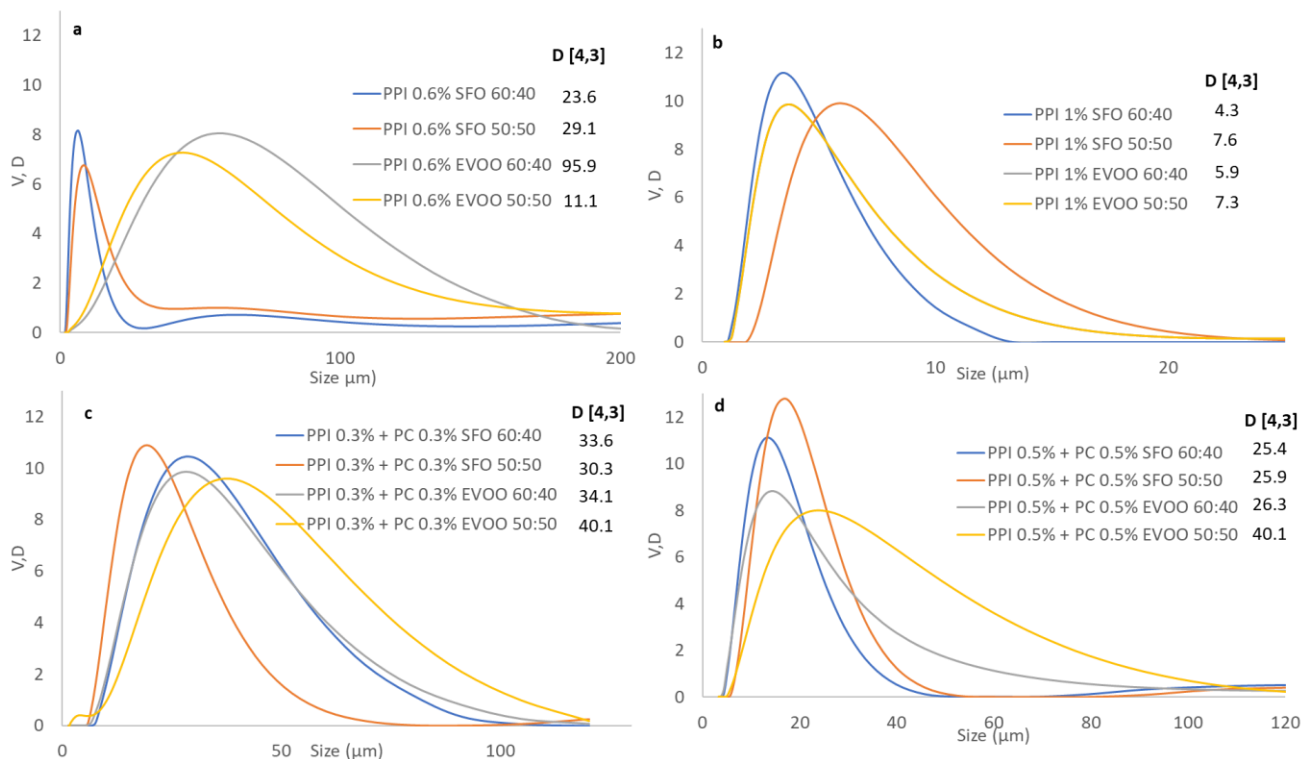 a
D [4,3]
PPI 0.6% SFO 60:40 23.6
PPI 0.6% SFO 50:50 29.1
PPI 0.6% EVOO 60:40 95.9
PPI 0.6% EVOO 50:50 11.1
V, D
12
10
8
6
4
2
0
0 100 200
Size µm)
b
D [4,3]
PPI 1% SFO 60:40 4.3
PPI 1% SFO 50:50 7.6
PPI 1% EVOO 60:40 5.9
PPI 1% EVOO 50:50 7.3
V, D
12
10
8
6
4
2
0
0 10 20
Size (µm)
c
D [4,3]
PPI 0.3% + PC 0.3% SFO 60:40 33.6
PPI 0.3% + PC 0.3% SFO 50:50 30.3
PPI 0.3% + PC 0.3% EVOO 60:40 34.1
PPI 0.3% + PC 0.3% EVOO 50:50 40.1
V,D
12
10
8
6
4
2
0
0 50 100
Size (µm)
d
D [4,3]
PPI 0.5% + PC 0.5% SFO 60:40 25.4
PPI 0.5% + PC 0.5% SFO 50:50 25.9
PPI 0.5% + PC 0.5% EVOO 60:40 26.3
PPI 0.5% + PC 0.5% EVOO 50:50 40.1
V,D
12
10
8
6
4
2
0
0 20 40 60 80 100 120
Size (µm)